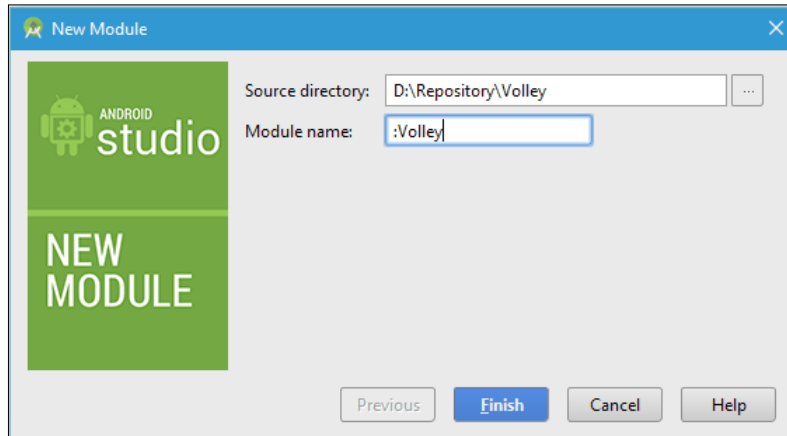 New Module
ANDROID
studio
NEW
MODULE
Source directory: D:\Repository\Volley ...
Module name: :Volley
Previous Finish Cancel Help